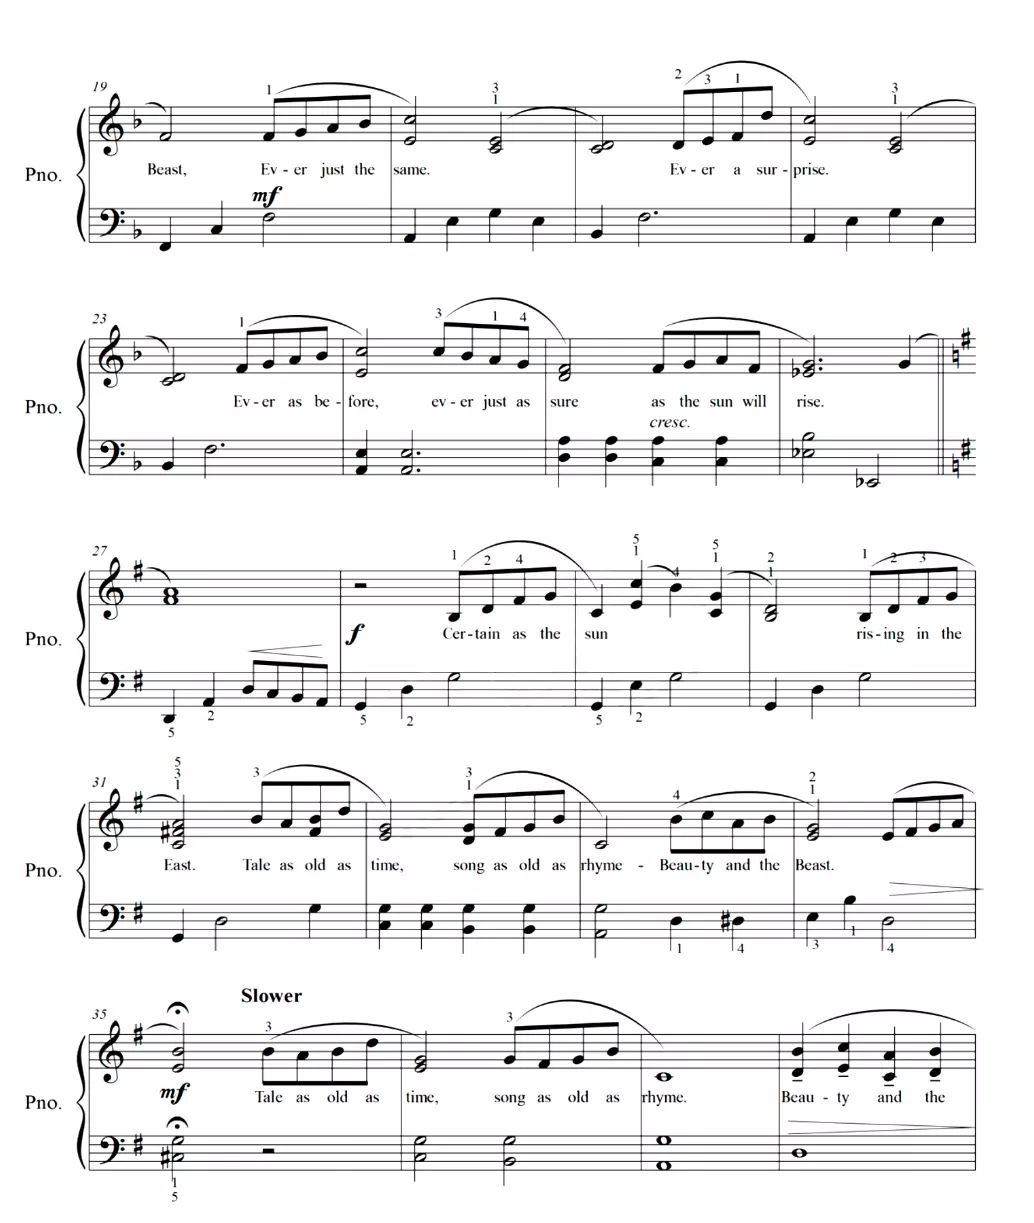 19
1
3
1
2 3 1
3
1
Pno.
Beast, Ev - er just the same. Ev - er a sur - prise.
mf
23
1
3 1 4
Pno.
Ev - er as be - fore, ev - er just as sure as the sun will rise.
cresc.
27
1 2 4
5
1
4
5
1
2
1
1 2 3
Pno.
f
Cer - tain as the sun ris - ing in the
5 2 5 2 5 2
31
5
3
1
3
3
1
4
2
1
Pno.
East. Tale as old as time, song as old as rhyme - Beau - ty and the Beast.
1 4 3 1 4
Slower
35
3
3
Pno.
mf
Tale as old as time, song as old as rhyme. Beau - ty and the
1
5